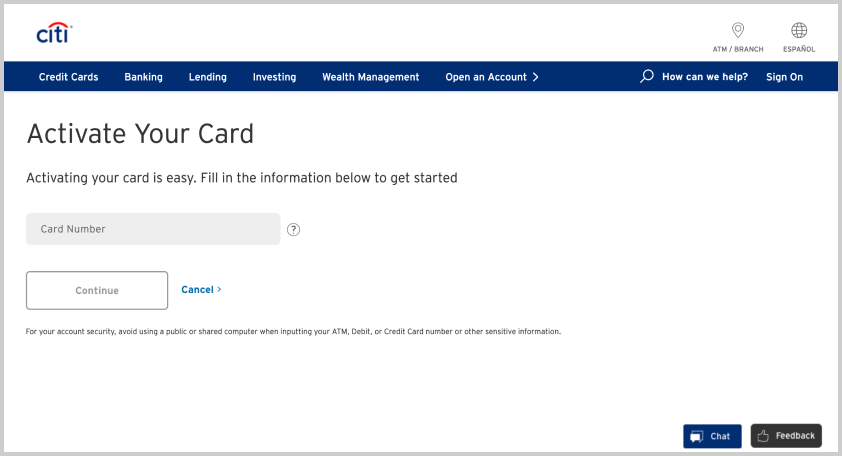 citi
ATM / BRANCH
ESPAÑOL
Credit Cards Banking Lending Investing Wealth Management Open an Account How can we help? Sign On
Activate Your Card
Activating your card is easy. Fill in the information below to get started
Card Number ?
Continue Cancel
For your account security, avoid using a public or shared computer when inputting your ATM, Debit, or Credit Card number or other sensitive information.
Chat Feedback